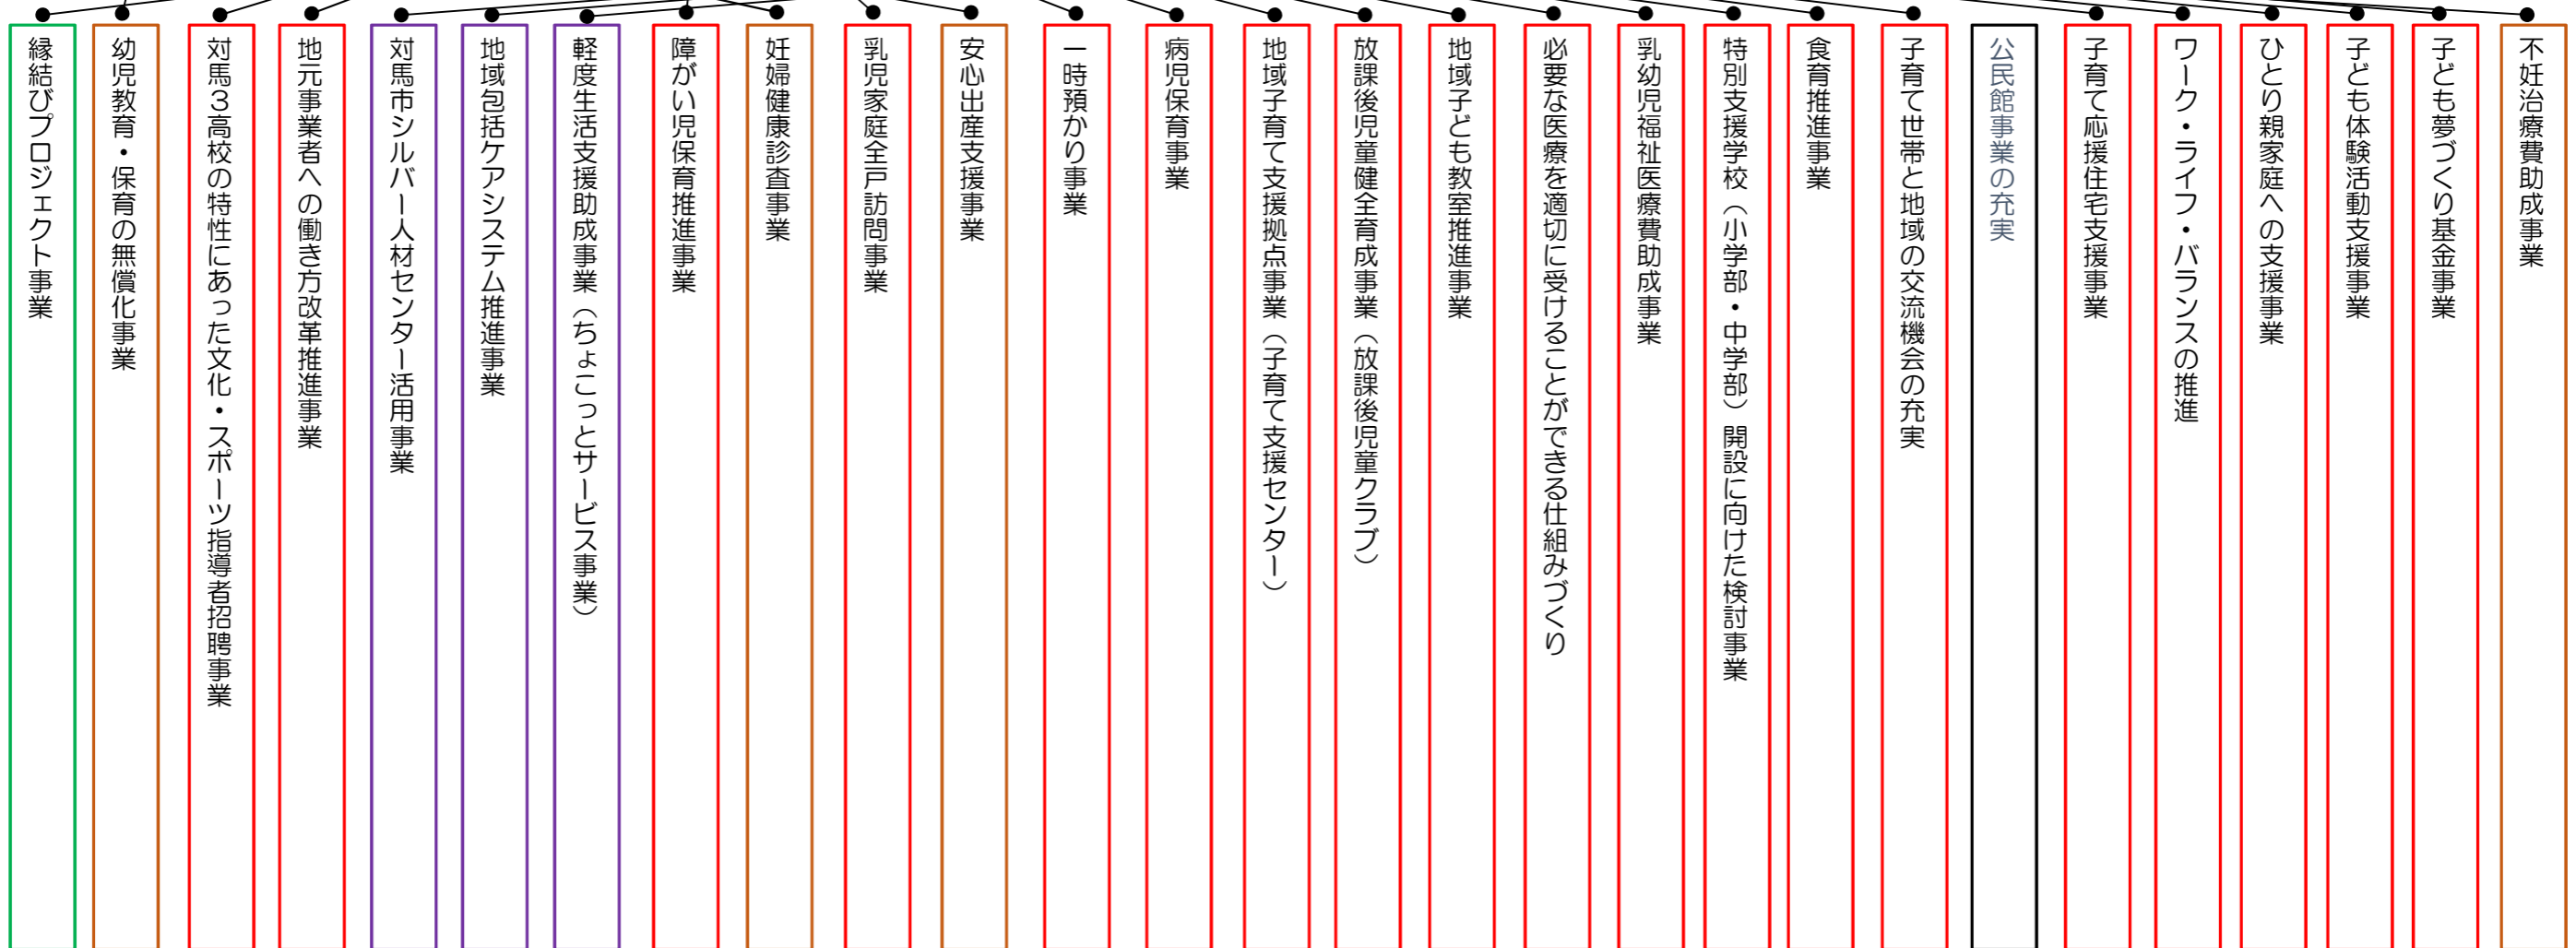 縁結びプロジェクト事業
幼児教育・保育の無償化事業
対馬３高校の特性にあった文化・スポーツ指導者招聘事業
地元事業者への働き方改革推進事業
対馬市シルバー人材センター活用事業
地域包括ケアシステム推進事業
軽度生活支援助成事業（ちょこっとサービス事業）
障がい児保育推進事業
妊婦健康診査事業
乳児家庭全戸訪問事業
安心出産支援事業
一時預かり事業
病児保育事業
地域子育て支援拠点事業（子育て支援センター）
放課後児童健全育成事業（放課後児童クラブ）
地域子ども教室推進事業
必要な医療を適切に受けることができる仕組みづくり
乳幼児福祉医療費助成事業
特別支援学校（小学部・中学部）開設に向けた検討事業
食育推進事業
子育て世帯と地域の交流機会の充実
公民館事業の充実
子育て応援住宅支援事業
ワーク・ライフ・バランスの推進
ひとり親家庭への支援事業
子ども体験活動支援事業
子ども夢づくり基金事業
不妊治療費助成事業